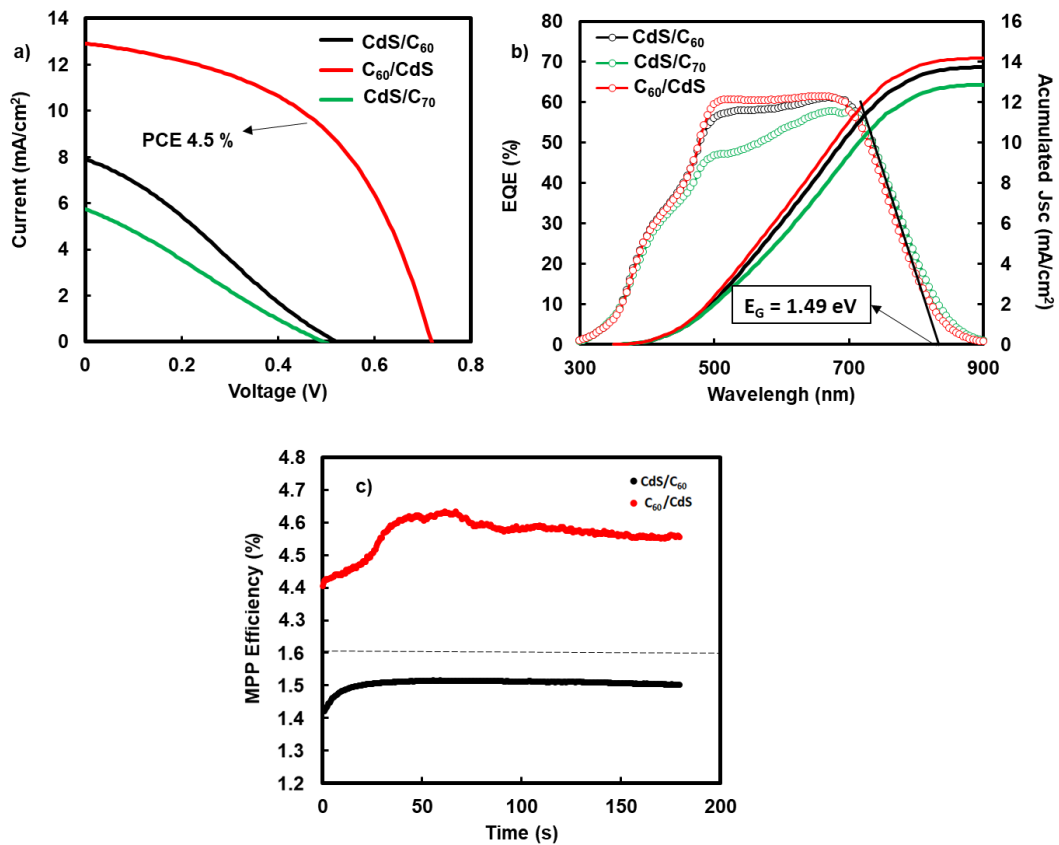 a)
14
12
10
8
6
4
2
0
Current (mA/cm²)
CdS/C₆₀
C₆₀/CdS
CdS/C₇₀
PCE 4.5 %
0 0.2 0.4 0.6 0.8
Voltage (V)
b)
90
80
70
60
50
40
30
20
10
0
EQE (%)
CdS/C₆₀
CdS/C₇₀
C₆₀/CdS
E_G = 1.49 eV
16
14
12
10
8
6
4
2
0
Acumulated Jsc (mA/cm²)
300 500 700 900
Wavelengh (nm)
c)
4.8
4.7
4.6
4.5
4.4
4.3
1.6
1.5
1.4
1.3
1.2
MPP Efficiency (%)
CdS/C₆₀
C₆₀/CdS
0 50 100 150 200
Time (s)